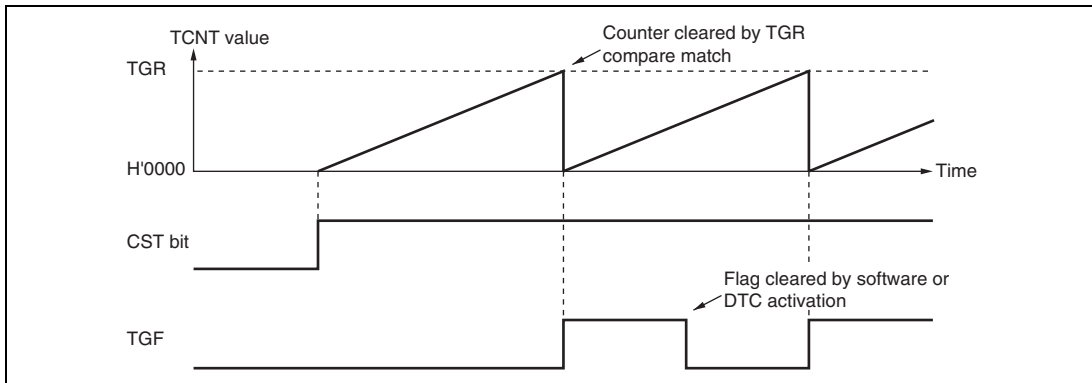 TCNT value
Counter cleared by TGR
compare match
TGR
H'0000
Time
CST bit
Flag cleared by software or
DTC activation
TGF